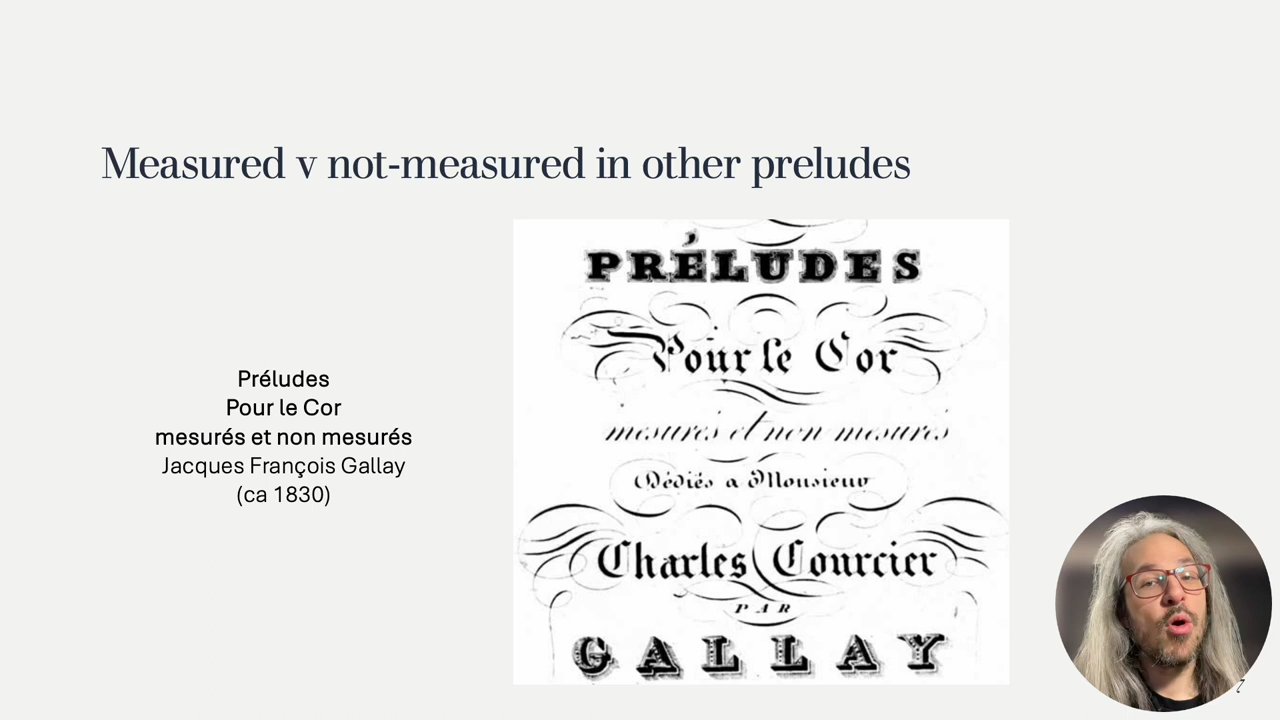 Measured v not-measured in other preludes
Préludes
Pour le Cor
mesurés et non mesurés
Jacques François Gallay
(ca 1830)
PRÉLUDES
Pour le Cor
mesurés et non mesurés
Dédiés a Monsieur
Charles Courcier
PAR
GALLAY
7